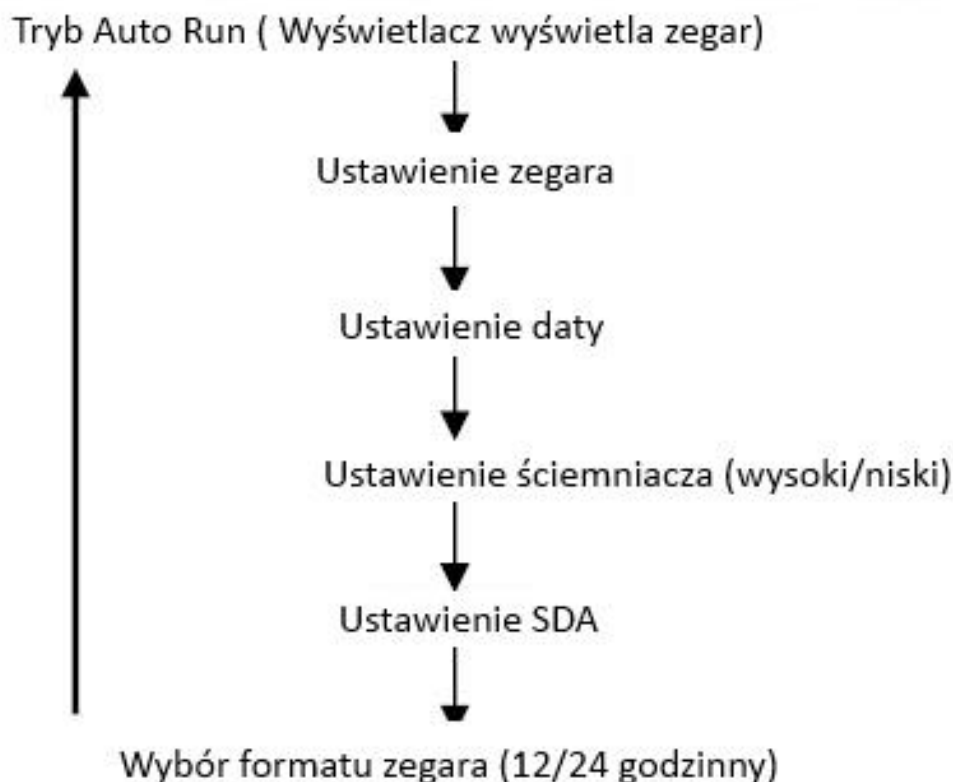 Tryb Auto Run ( Wyświetlacz wyświetla zegar)
Ustawienie zegara
Ustawienie daty
Ustawienie ściemniacza (wysoki/niski)
Ustawienie SDA
Wybór formatu zegara (12/24 godzinny)